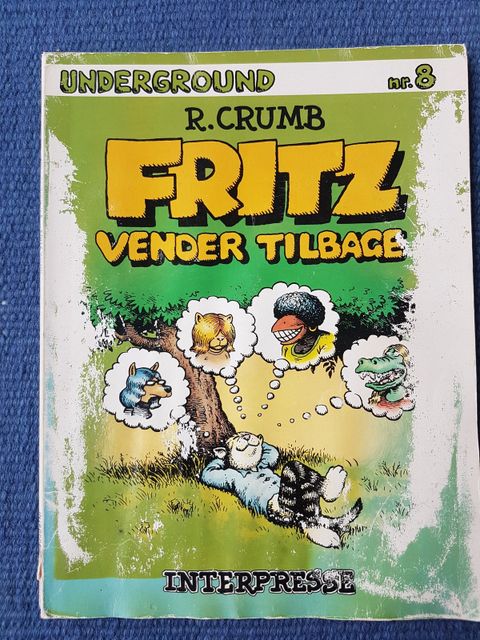 UNDERGROUND nr. 8
R. CRUMB
FRITZ
VENDER TILBAGE
INTERPRESSE